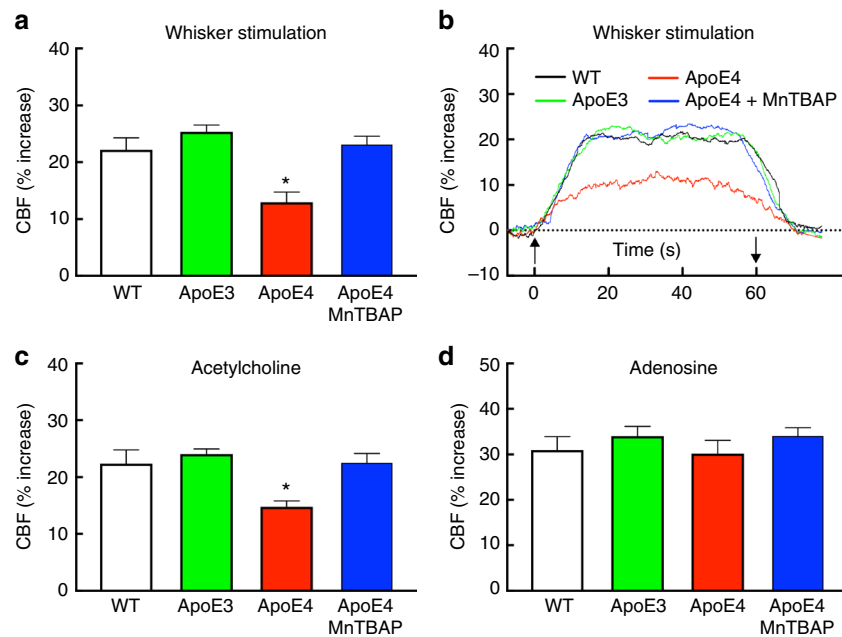 a
Whisker stimulation
CBF (% increase)
40
30
20
10
0
*
WT
ApoE3
ApoE4
ApoE4
MnTBAP
b
Whisker stimulation
CBF (% increase)
40
30
20
10
0
−10
WT
ApoE4
ApoE3
ApoE4 + MnTBAP
Time (s)
0
20
40
60
c
Acetylcholine
CBF (% increase)
40
30
20
10
0
*
WT
ApoE3
ApoE4
ApoE4
MnTBAP
d
Adenosine
CBF (% increase)
50
40
30
20
10
0
WT
ApoE3
ApoE4
ApoE4
MnTBAP